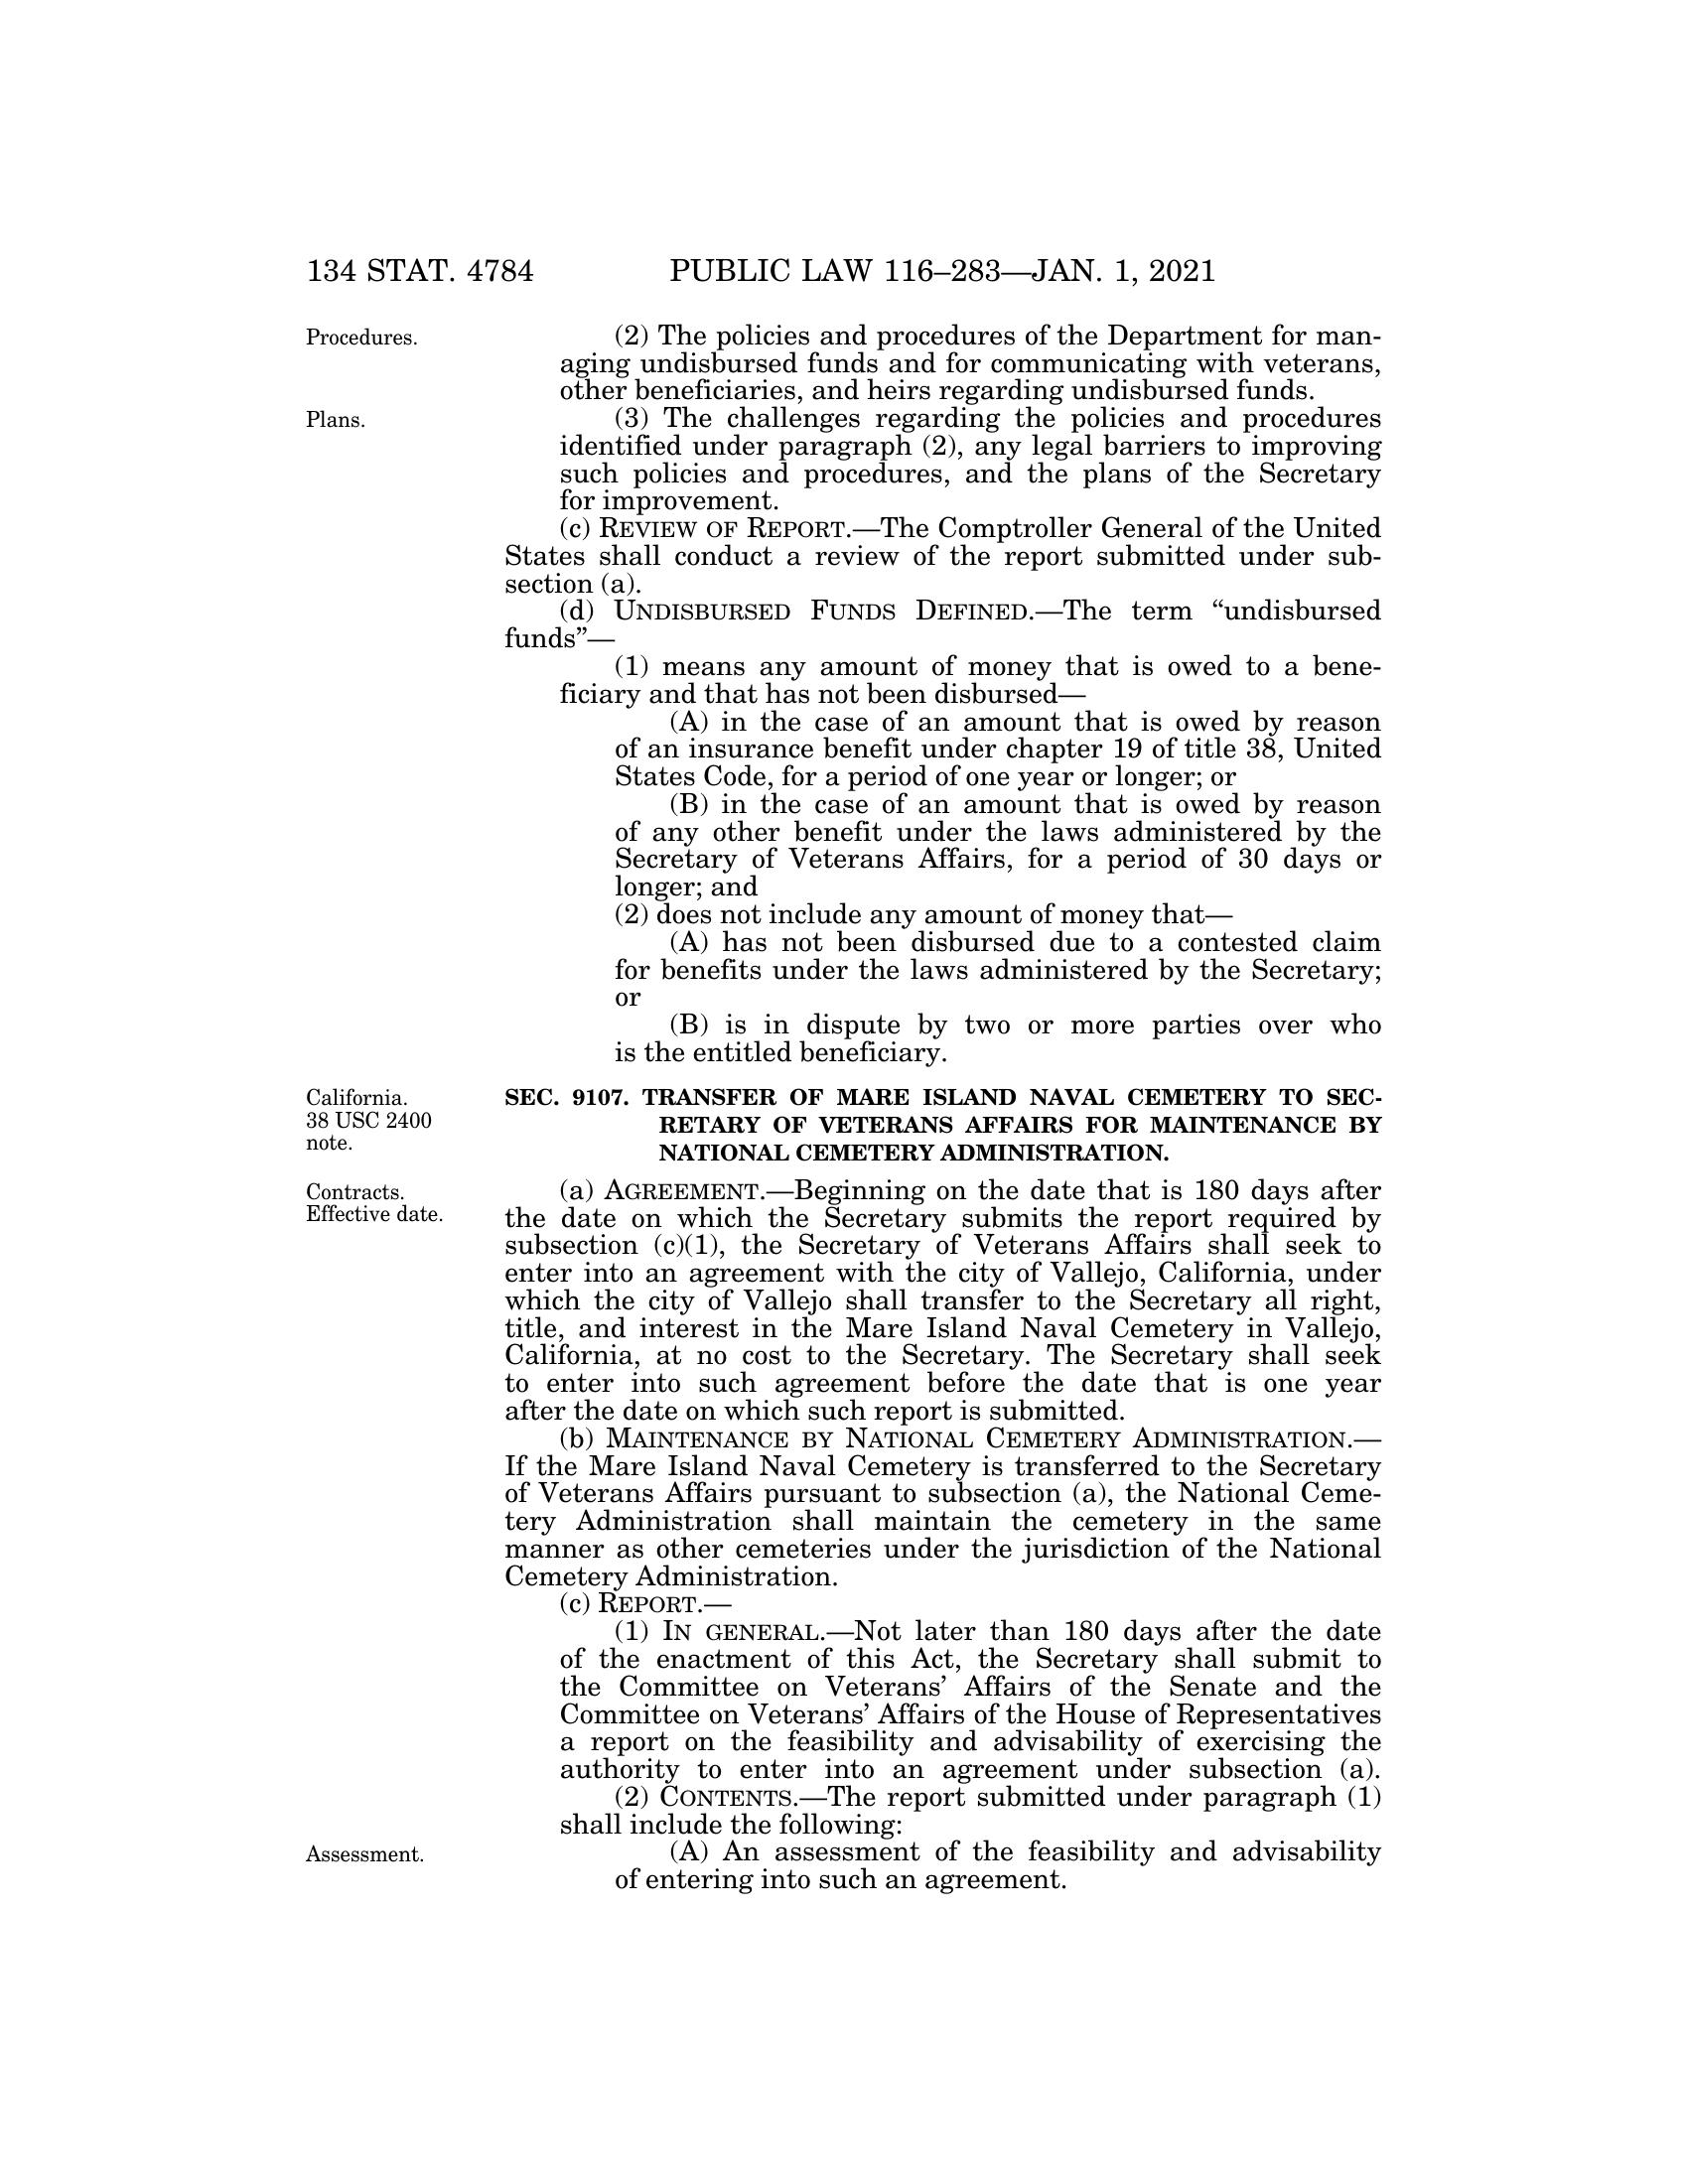 134 STAT. 4784 PUBLIC LAW 116–283—JAN. 1, 2021
Procedures.
(2) The policies and procedures of the Department for man-
aging undisbursed funds and for communicating with veterans,
other beneficiaries, and heirs regarding undisbursed funds.
Plans.
(3) The challenges regarding the policies and procedures
identified under paragraph (2), any legal barriers to improving
such policies and procedures, and the plans of the Secretary
for improvement.
(c) REVIEW OF REPORT.—The Comptroller General of the United
States shall conduct a review of the report submitted under sub-
section (a).
(d) UNDISBURSED FUNDS DEFINED.—The term “undisbursed
funds”—
(1) means any amount of money that is owed to a bene-
ficiary and that has not been disbursed—
(A) in the case of an amount that is owed by reason
of an insurance benefit under chapter 19 of title 38, United
States Code, for a period of one year or longer; or
(B) in the case of an amount that is owed by reason
of any other benefit under the laws administered by the
Secretary of Veterans Affairs, for a period of 30 days or
longer; and
(2) does not include any amount of money that—
(A) has not been disbursed due to a contested claim
for benefits under the laws administered by the Secretary;
or
(B) is in dispute by two or more parties over who
is the entitled beneficiary.
California.
38 USC 2400
note.
SEC. 9107. TRANSFER OF MARE ISLAND NAVAL CEMETERY TO SEC-
RETARY OF VETERANS AFFAIRS FOR MAINTENANCE BY
NATIONAL CEMETERY ADMINISTRATION.
Contracts.
Effective date.
(a) AGREEMENT.—Beginning on the date that is 180 days after
the date on which the Secretary submits the report required by
subsection (c)(1), the Secretary of Veterans Affairs shall seek to
enter into an agreement with the city of Vallejo, California, under
which the city of Vallejo shall transfer to the Secretary all right,
title, and interest in the Mare Island Naval Cemetery in Vallejo,
California, at no cost to the Secretary. The Secretary shall seek
to enter into such agreement before the date that is one year
after the date on which such report is submitted.
(b) MAINTENANCE BY NATIONAL CEMETERY ADMINISTRATION.—
If the Mare Island Naval Cemetery is transferred to the Secretary
of Veterans Affairs pursuant to subsection (a), the National Ceme-
tery Administration shall maintain the cemetery in the same
manner as other cemeteries under the jurisdiction of the National
Cemetery Administration.
(c) REPORT.—
(1) IN GENERAL.—Not later than 180 days after the date
of the enactment of this Act, the Secretary shall submit to
the Committee on Veterans’ Affairs of the Senate and the
Committee on Veterans’ Affairs of the House of Representatives
a report on the feasibility and advisability of exercising the
authority to enter into an agreement under subsection (a).
(2) CONTENTS.—The report submitted under paragraph (1)
shall include the following:
Assessment.
(A) An assessment of the feasibility and advisability
of entering into such an agreement.